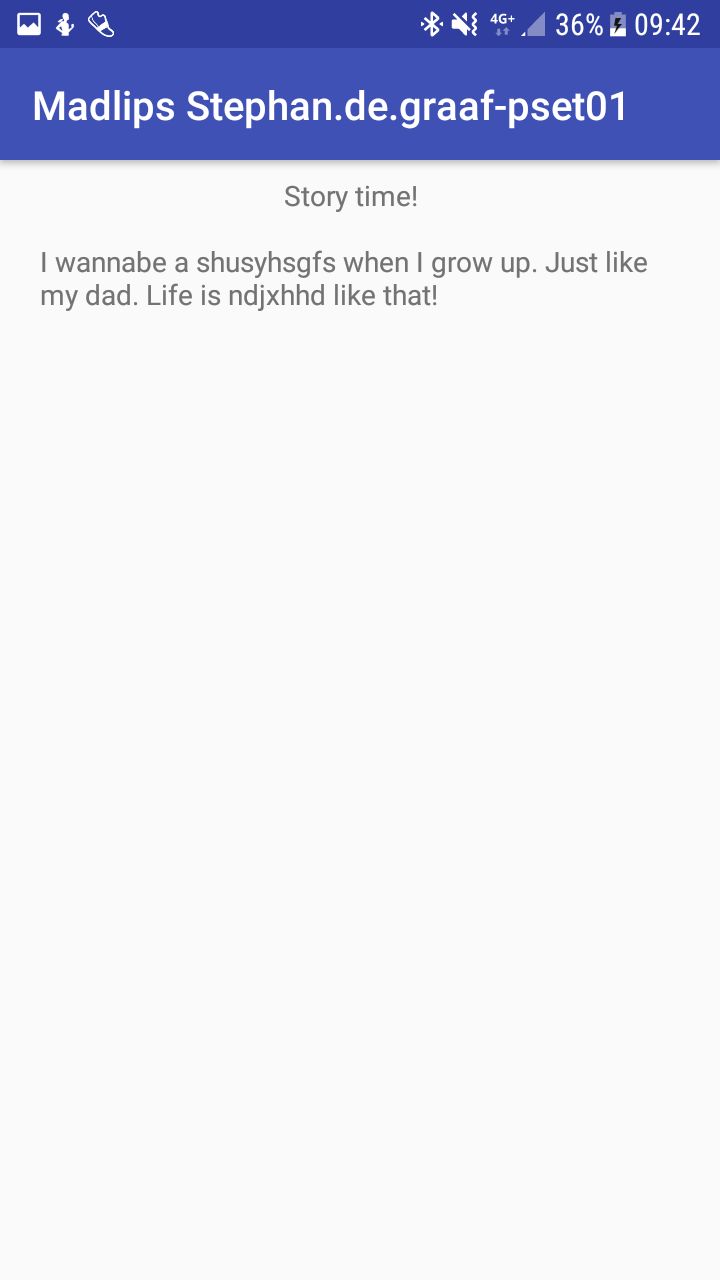 4G+ 36% 09:42
Madlips Stephan.de.graaf-pset01
Story time!
I wannabe a shusyhsgfs when I grow up. Just like
my dad. Life is ndjxhhd like that!